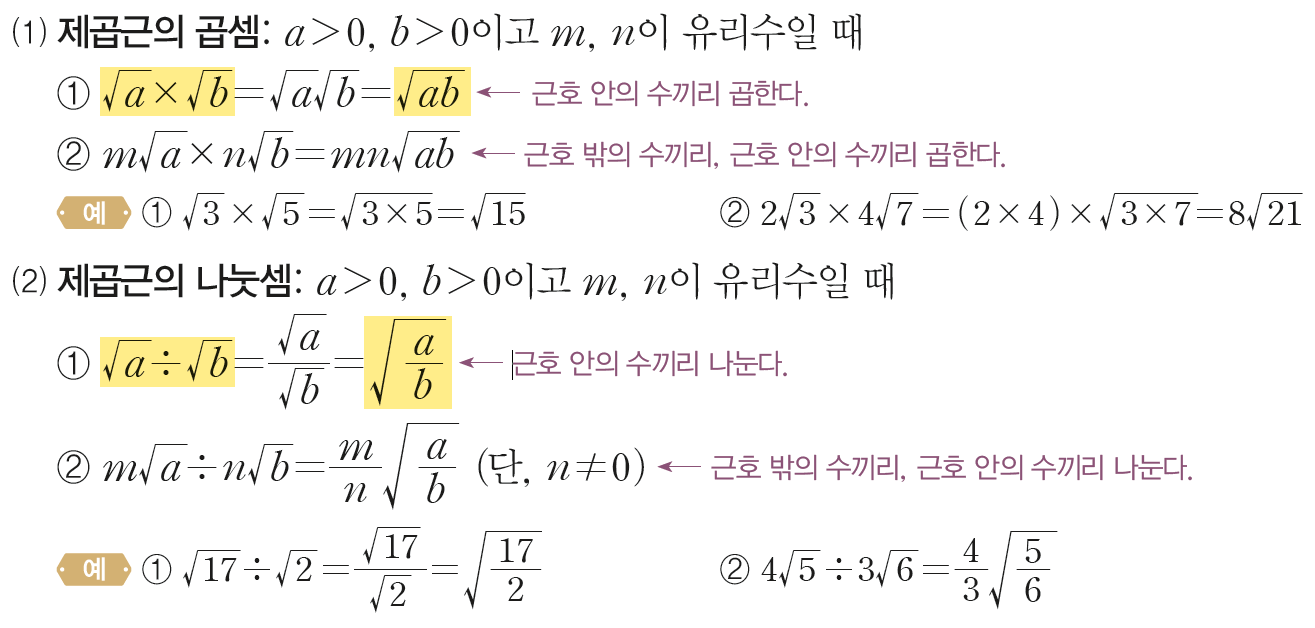 (1) 제곱근의 곱셈: a>0, b>0이고 m, n이 유리수일 때
① √a×√b=√a√b=√ab ← 근호 안의 수끼리 곱한다.
② m√a×n√b=mn√ab ← 근호 밖의 수끼리, 근호 안의 수끼리 곱한다.
예 ① √3×√5=√(3×5)=√15 ② 2√3×4√7=(2×4)×√(3×7)=8√21
(2) 제곱근의 나눗셈: a>0, b>0이고 m, n이 유리수일 때
① √a÷√b=√a/√b=√(a/b) ← 근호 안의 수끼리 나눈다.
② m√a÷n√b=m/n√(a/b) (단, n≠0) ← 근호 밖의 수끼리, 근호 안의 수끼리 나눈다.
예 ① √17÷√2=√17/√2=√(17/2) ② 4√5÷3√6=4/3√(5/6)